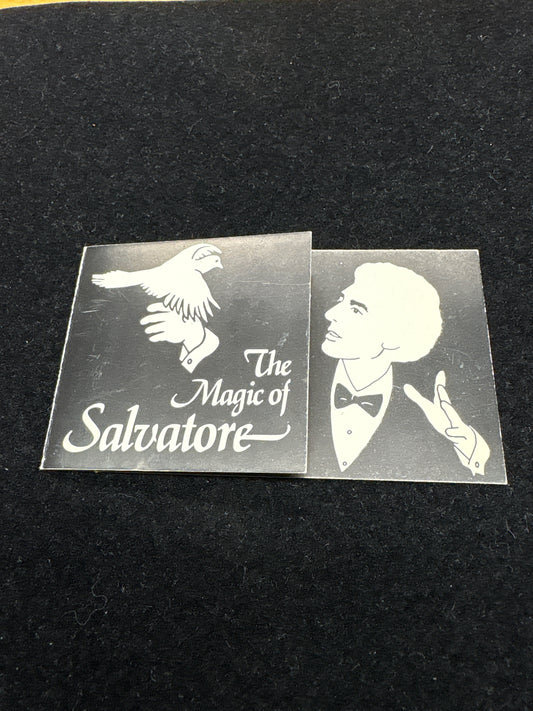 The
Magic of
Salvatore